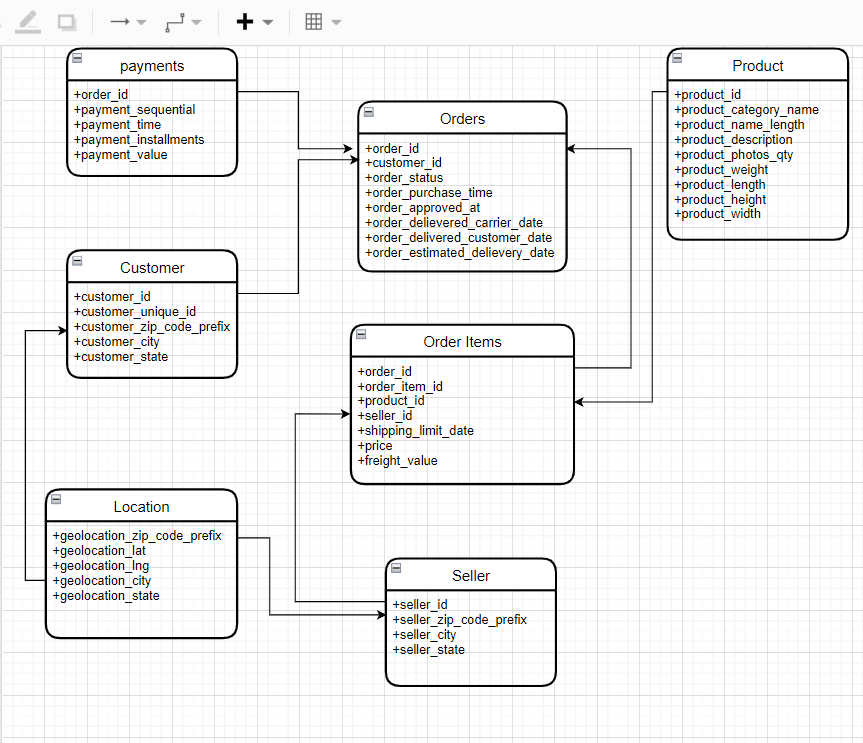 payments
+order_id
+payment_sequential
+payment_time
+payment_installments
+payment_value
Orders
+order_id
+customer_id
+order_status
+order_purchase_time
+order_approved_at
+order_delievered_carrier_date
+order_delivered_customer_date
+order_estimated_delievery_date
Product
+product_id
+product_category_name
+product_name_length
+product_description
+product_photos_qty
+product_weight
+product_length
+product_height
+product_width
Customer
+customer_id
+customer_unique_id
+customer_zip_code_prefix
+customer_city
+customer_state
Order Items
+order_id
+order_item_id
+product_id
+seller_id
+shipping_limit_date
+price
+freight_value
Location
+geolocation_zip_code_prefix
+geolocation_lat
+geolocation_lng
+geolocation_city
+geolocation_state
Seller
+seller_id
+seller_zip_code_prefix
+seller_city
+seller_state